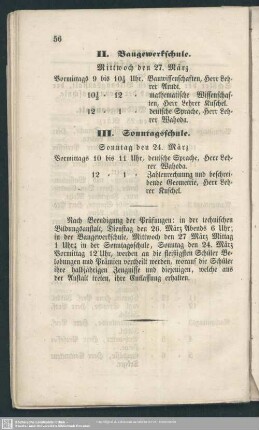 56
II. Baugewerkschule.
Mittwoch den 27. März
Vormittags 9 bis 10½ Uhr, Bauwissenschaften, Herr Leh-
rer Arndt.
10½ - 12 - mathematische Wissenschaf-
ten, Herr Lehrer Kuschel.
12 - 1 - deutsche Sprache, Herr Leh-
rer Wahoda.
III. Sonntagsschule.
Sonntag den 24. März
Vormittags 10 bis 11 Uhr, deutsche Sprache, Herr Leh-
rer Wahoda.
12 - 1 - Zahlenrechnung und beschrei-
bende Geometrie, Herr Leh-
rer Kuschel.
Nach Beendigung der Prüfungen: in der technischen
Bildungsanstalt, Dienstag den 26. März Abends 6 Uhr;
in der Baugewerkschule, Mittwoch den 27 März Mittag
1 Uhr; in der Sonntagsschule, Sonntag den 24. März
Vormittag 12 Uhr, werden an die fleißigsten Schüler Be-
lobungen und Prämien vertheilt werden, worauf die Schüler
ihre halbjährigen Zeugnisse und diejenigen, welche aus
der Anstalt treten, ihre Entlassung erhalten.